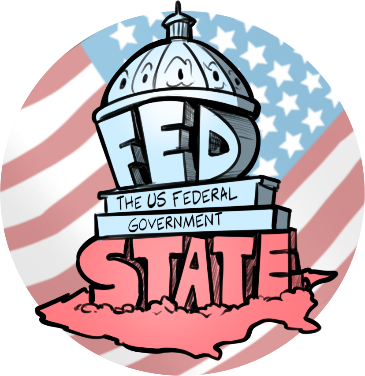 FED
THE US FEDERAL
GOVERNMENT
STATE